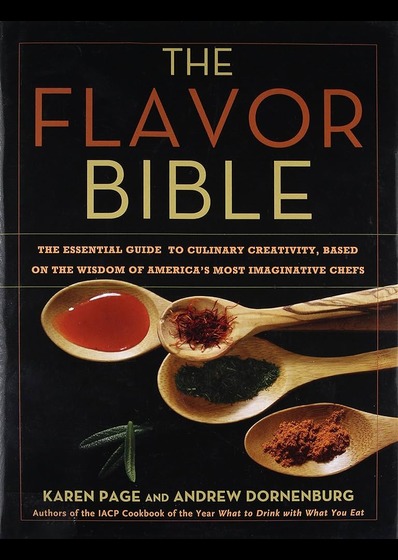 THE
FLAVOR
BIBLE
THE ESSENTIAL GUIDE TO CULINARY CREATIVITY, BASED
ON THE WISDOM OF AMERICA'S MOST IMAGINATIVE CHEFS
KAREN PAGE AND ANDREW DORNENBURG
Authors of the IACP Cookbook of the Year What to Drink with What You Eat